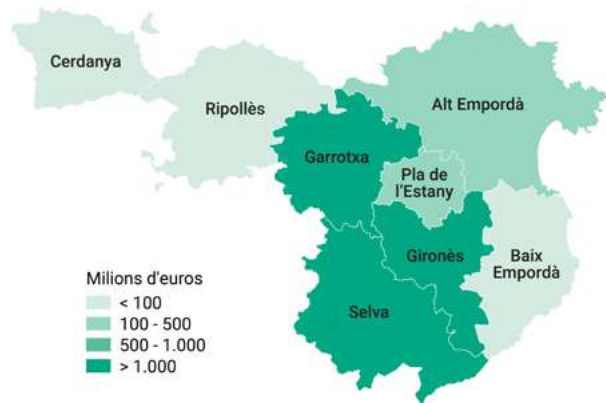 Cerdanya
Ripollès
Alt Empordà
Garrotxa
Pla de
l'Estany
Gironès
Baix
Empordà
Selva
Milions d'euros
< 100
100 - 500
500 - 1.000
> 1.000